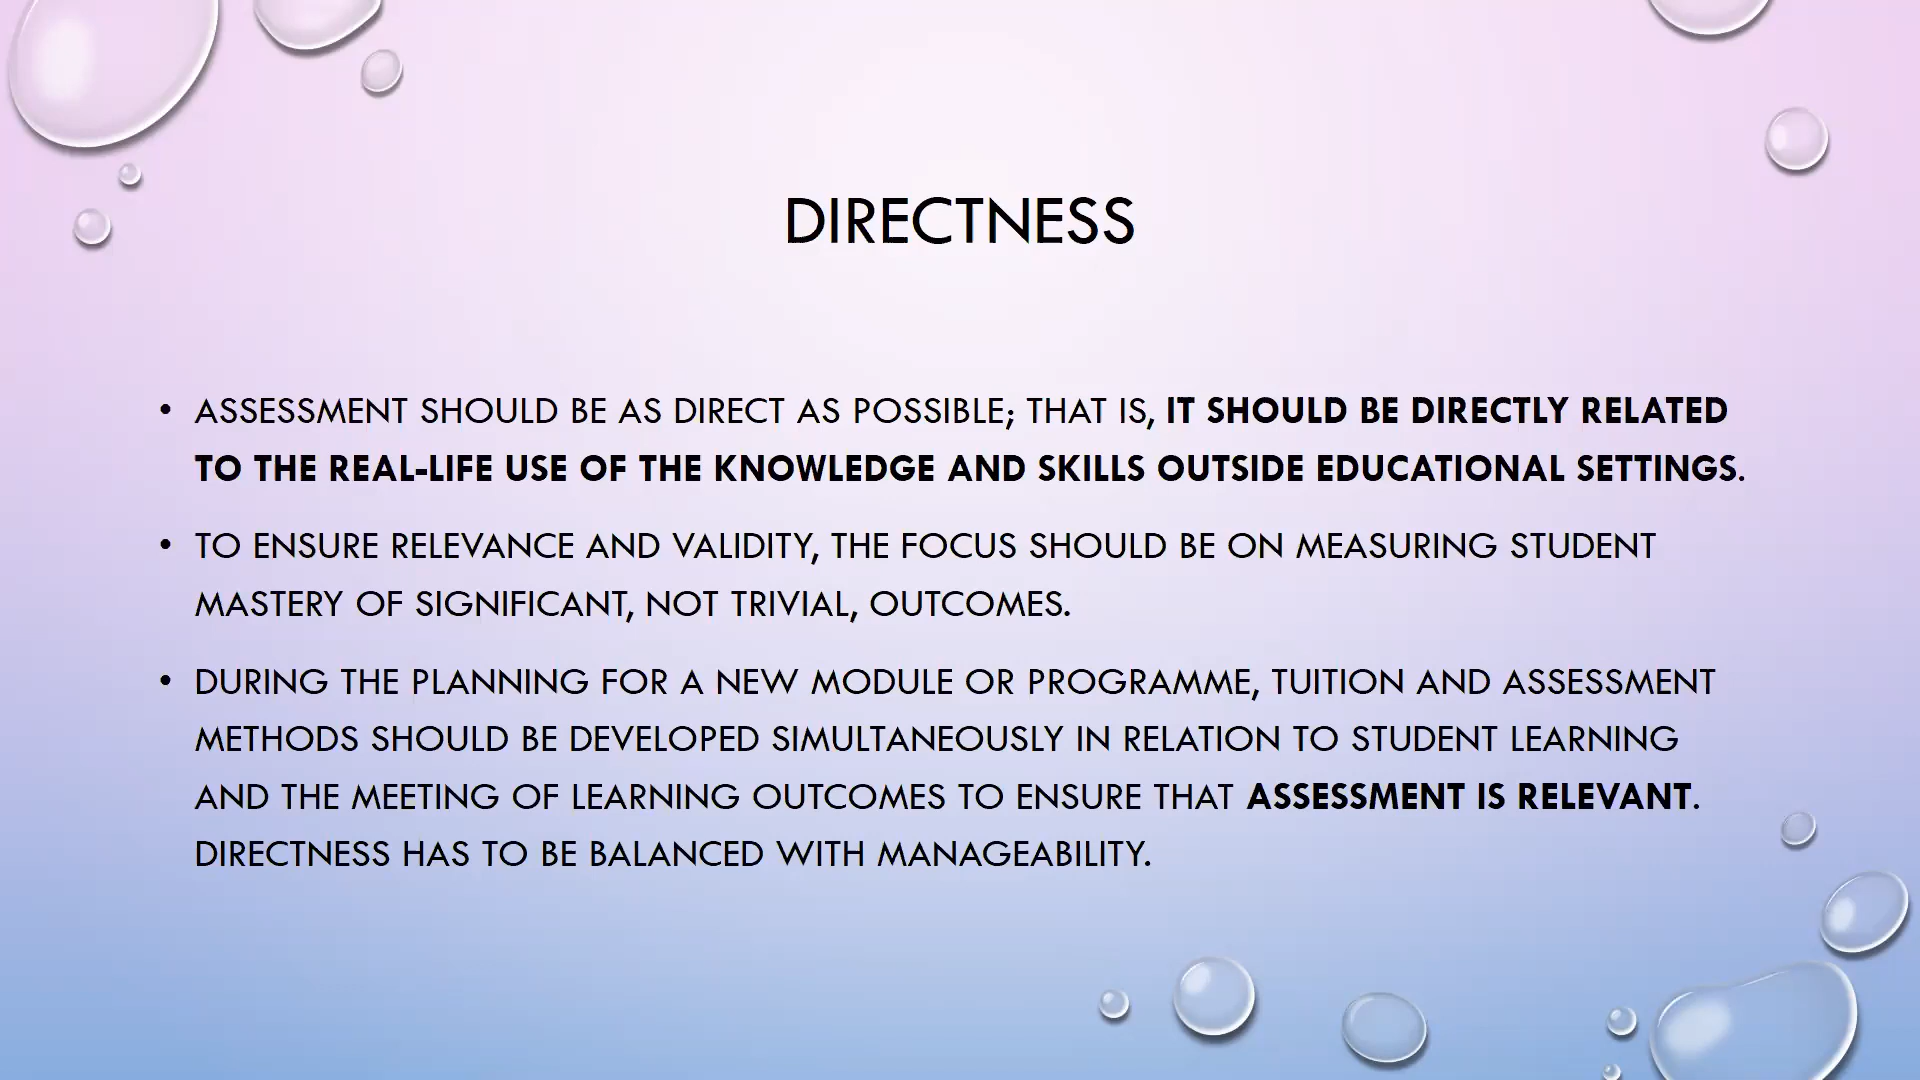 DIRECTNESS
• ASSESSMENT SHOULD BE AS DIRECT AS POSSIBLE; THAT IS, IT SHOULD BE DIRECTLY RELATED
TO THE REAL-LIFE USE OF THE KNOWLEDGE AND SKILLS OUTSIDE EDUCATIONAL SETTINGS.
• TO ENSURE RELEVANCE AND VALIDITY, THE FOCUS SHOULD BE ON MEASURING STUDENT
MASTERY OF SIGNIFICANT, NOT TRIVIAL, OUTCOMES.
• DURING THE PLANNING FOR A NEW MODULE OR PROGRAMME, TUITION AND ASSESSMENT
METHODS SHOULD BE DEVELOPED SIMULTANEOUSLY IN RELATION TO STUDENT LEARNING
AND THE MEETING OF LEARNING OUTCOMES TO ENSURE THAT ASSESSMENT IS RELEVANT.
DIRECTNESS HAS TO BE BALANCED WITH MANAGEABILITY.